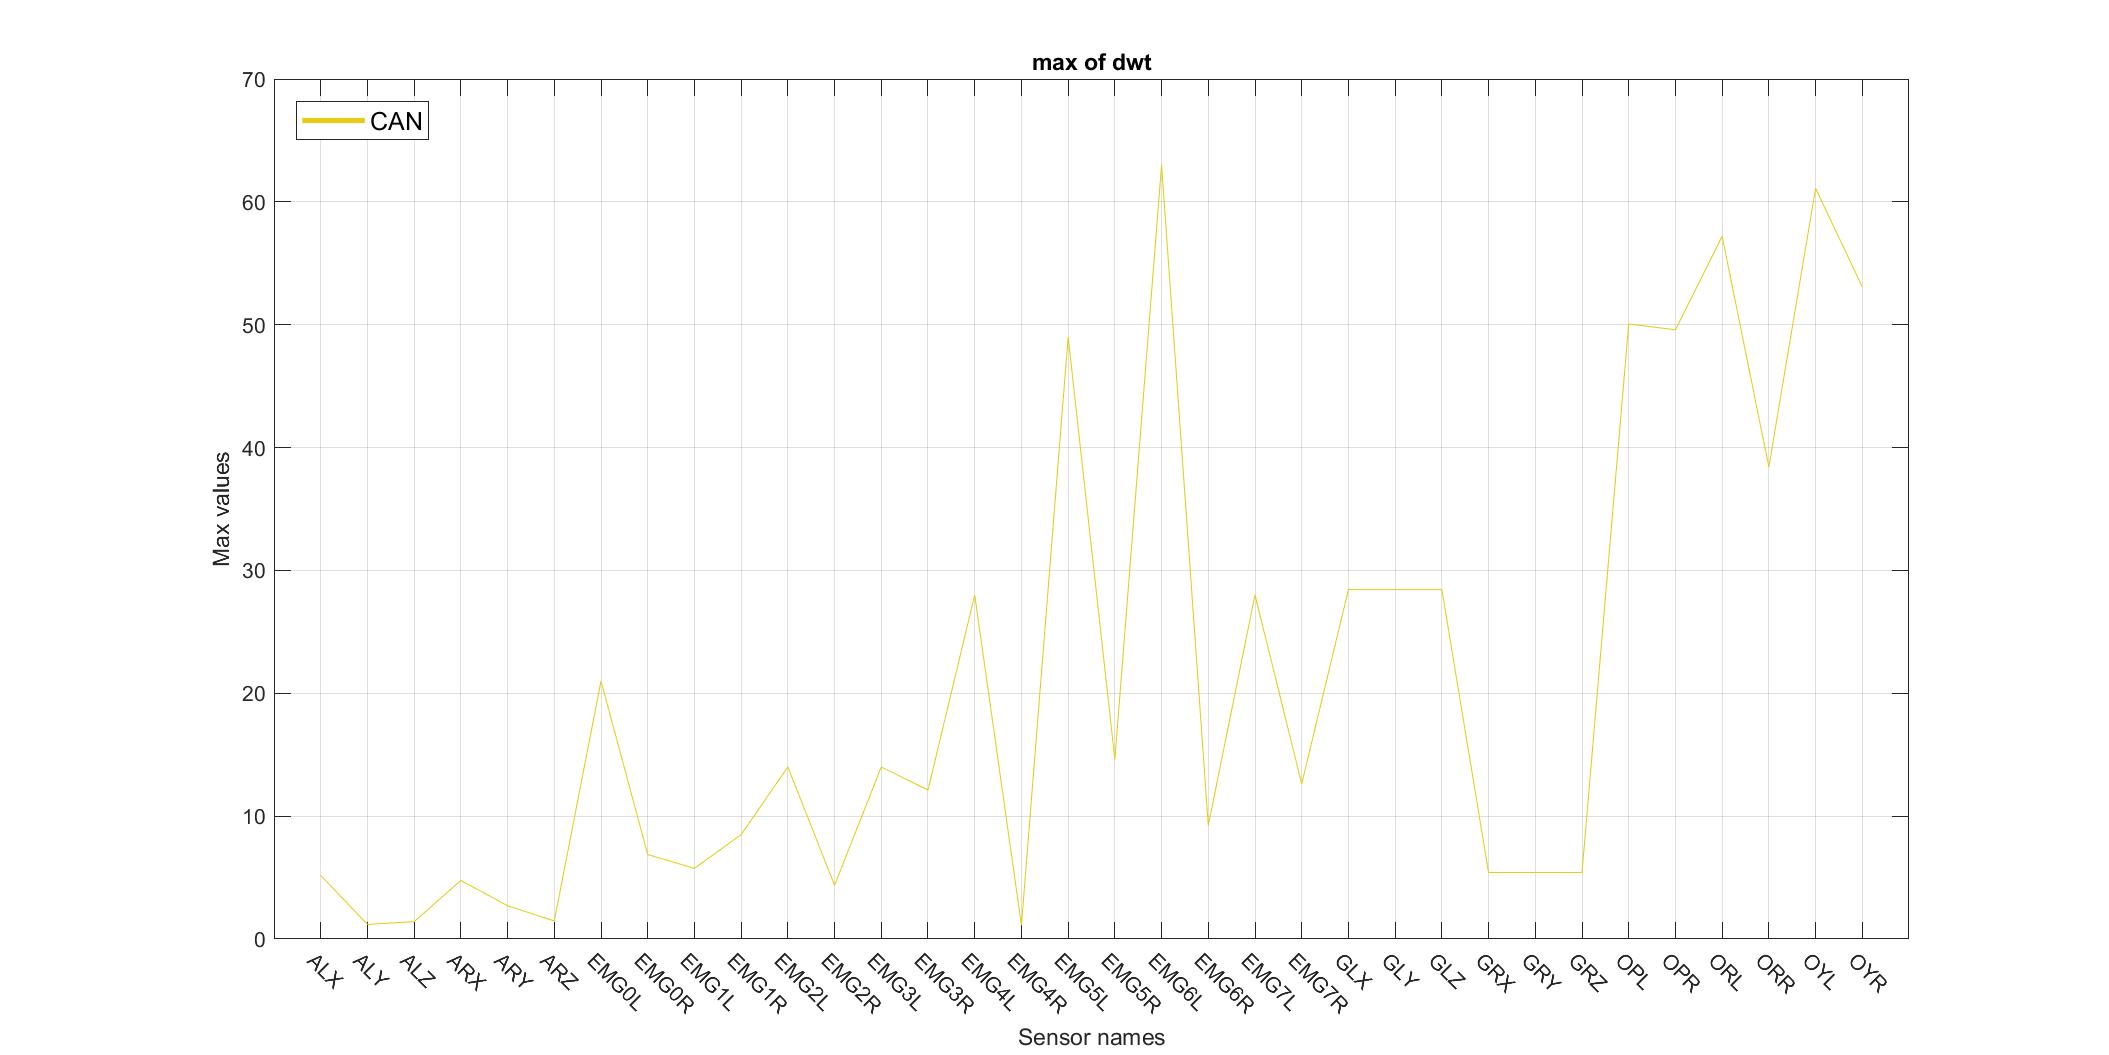 max of dwt
CAN
70
60
50
40
30
20
10
0
Max values
ALX
ALY
ALZ
ARX
ARY
ARZ
EMG0L
EMG0R
EMG1L
EMG1R
EMG2L
EMG2R
EMG3L
EMG3R
EMG4L
EMG4R
EMG5L
EMG5R
EMG6L
EMG6R
EMG7L
EMG7R
GLX
GLY
GLZ
GRX
GRY
GRZ
OPL
OPR
ORL
ORR
OYL
OYR
Sensor names